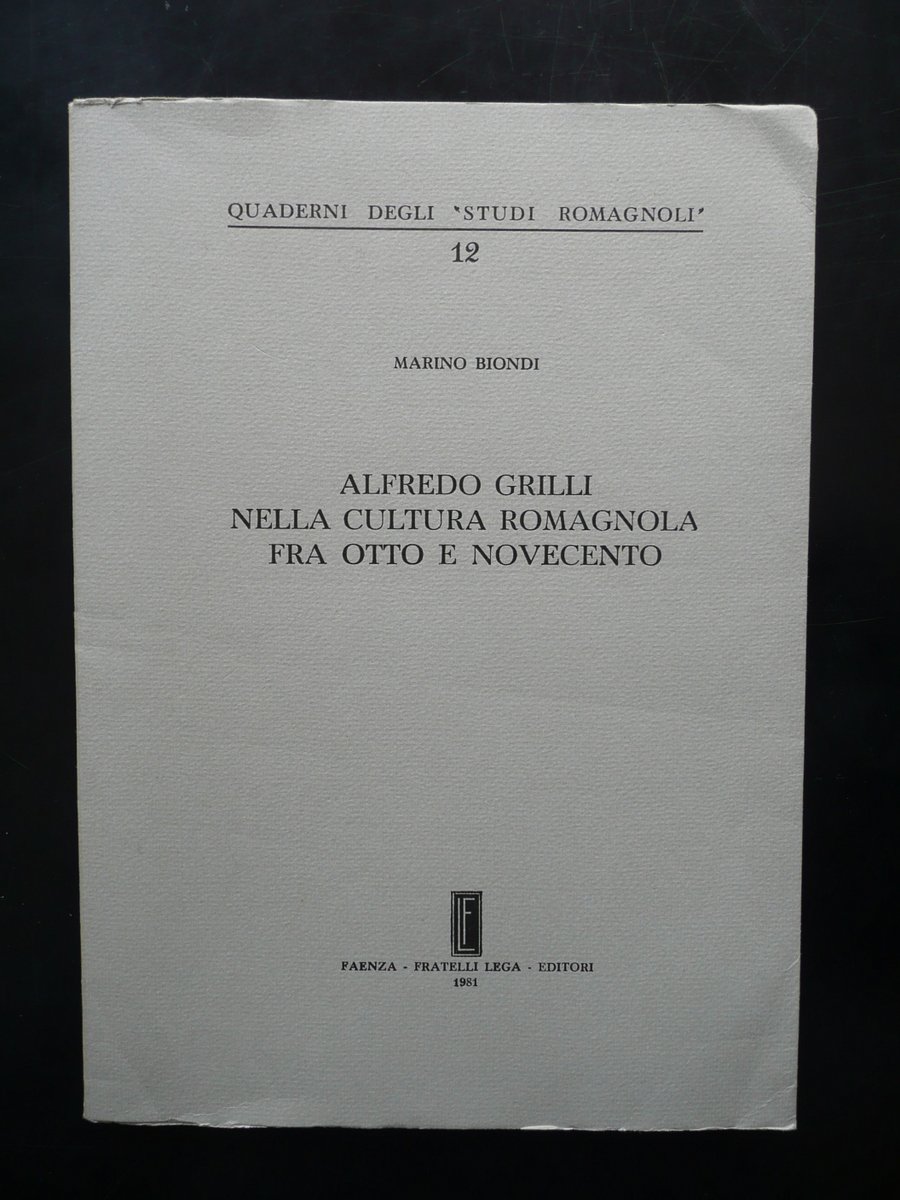 QUADERNI DEGLI "STUDI ROMAGNOLI"
12
MARINO BIONDI
ALFREDO GRILLI
NELLA CULTURA ROMAGNOLA
FRA OTTO E NOVECENTO
LF
FAENZA - FRATELLI LEGA - EDITORI
1981